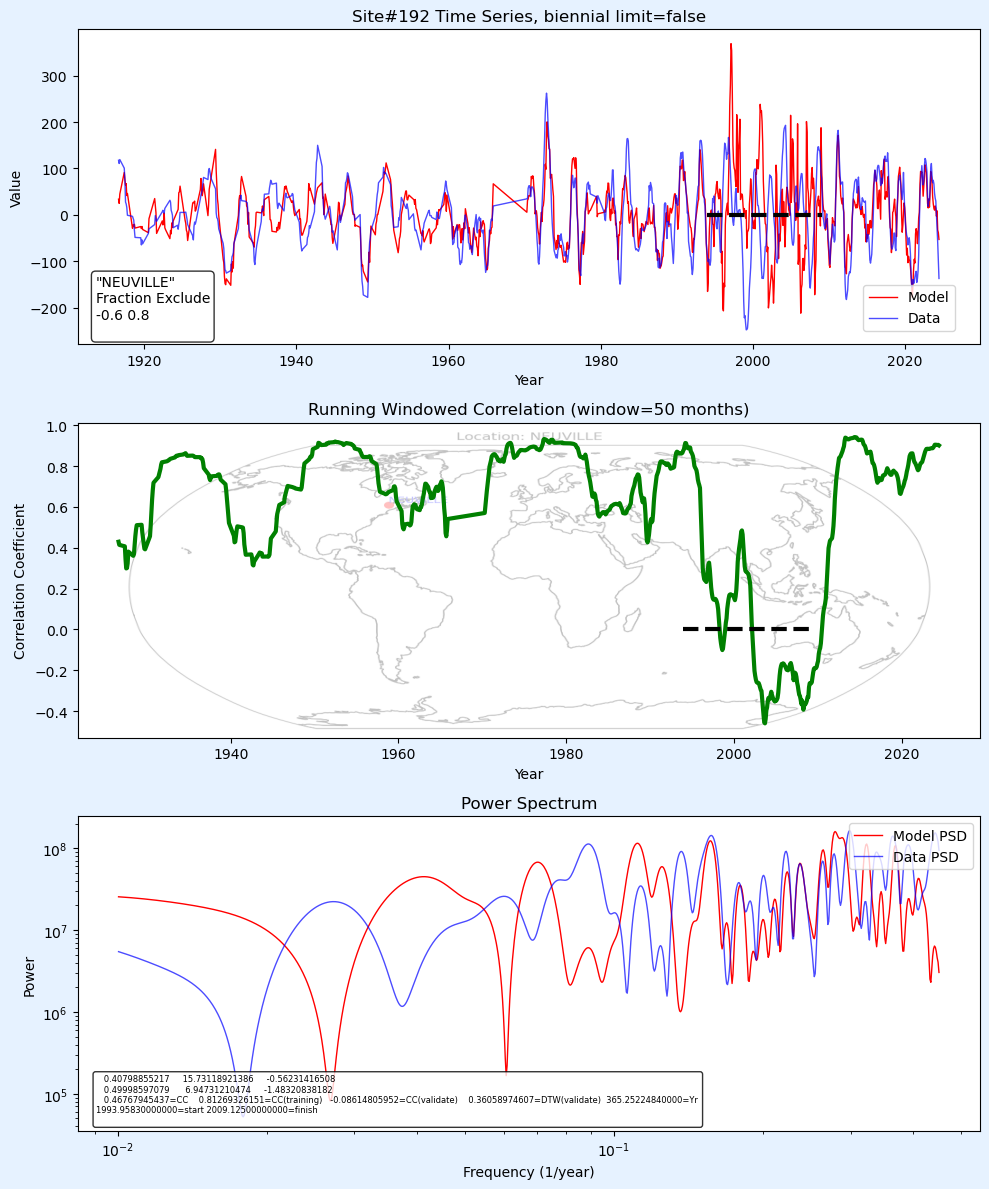 Site#192 Time Series, biennial limit=false
Value
300
200
100
0
−100
−200
"NEUVILLE"
Fraction Exclude
-0.6 0.8
Model
Data
1920
1940
1960
1980
2000
2020
Year
Running Windowed Correlation (window=50 months)
Location: NEUVILLE
Correlation Coefficient
1.0
0.8
0.6
0.4
0.2
0.0
−0.2
−0.4
1940
1960
1980
2000
2020
Year
Power Spectrum
Model PSD
Data PSD
Power
10^8
10^7
10^6
10^5
0.40798855217 15.73118921386 -0.56231416508
0.49998597079 6.94731210474 -1.48320838182
0.46767945437=CC 0.81269326151=CC(training) -0.08614805952=CC(validate) 0.36058974607=DTW(validate) 365.25224840000=Yr
1993.95830000000=start 2009.12500000000=finish
10^−2
10^−1
Frequency (1/year)